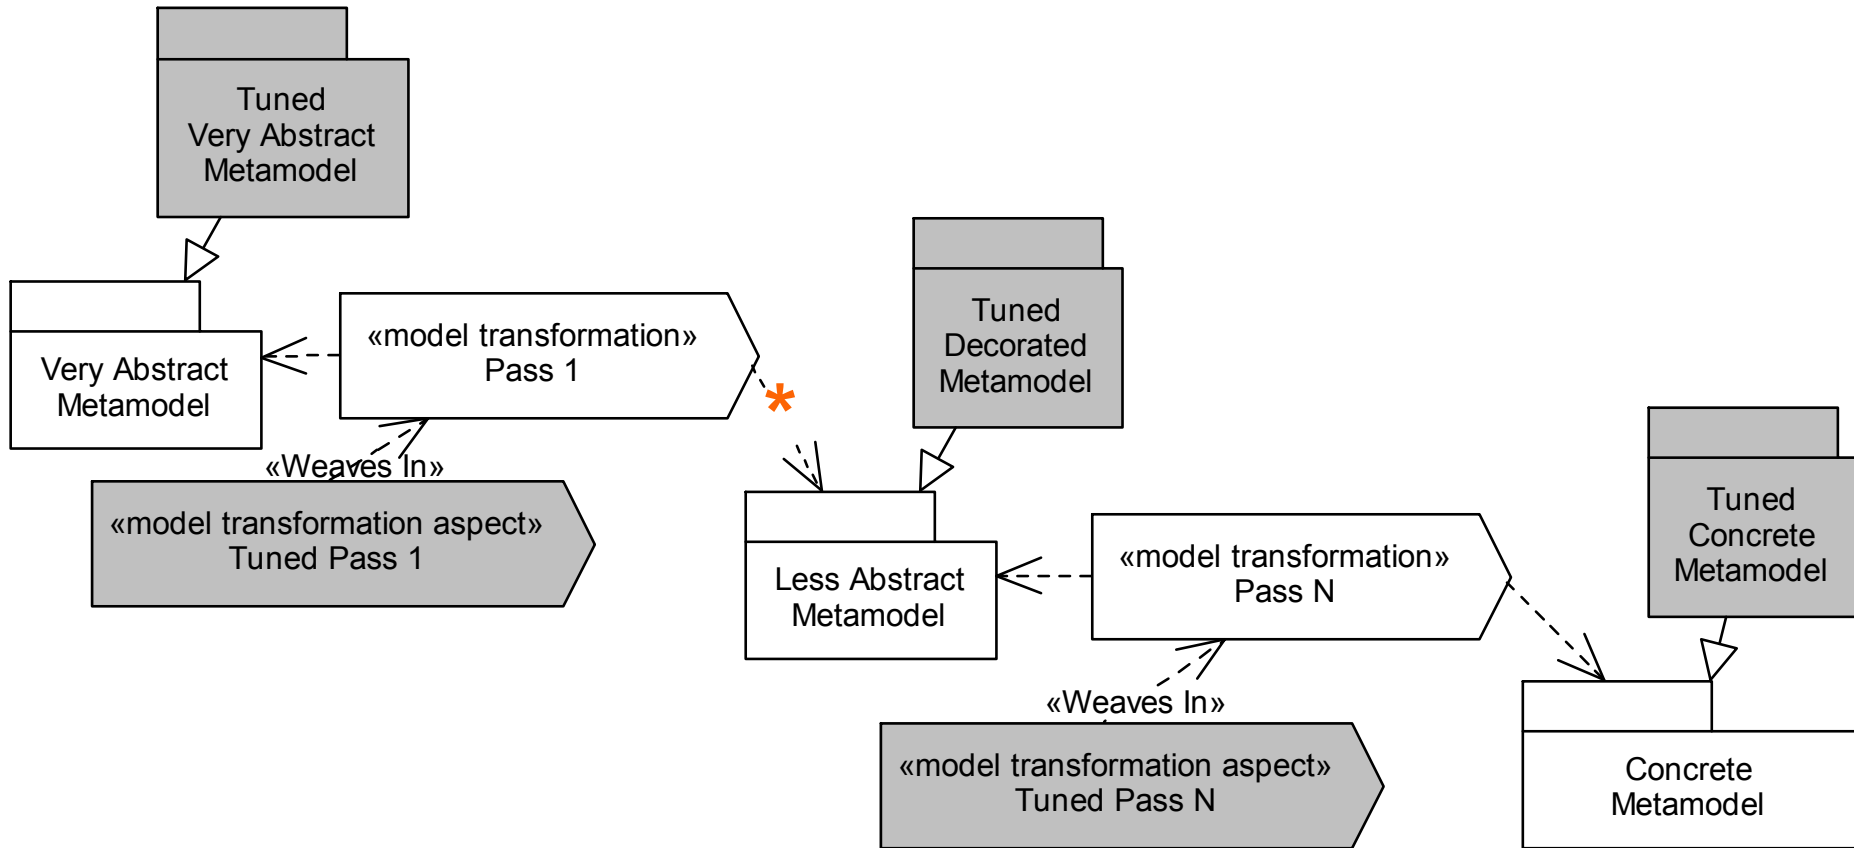 Tuned
Very Abstract
Metamodel
Very Abstract
Metamodel
«model transformation»
Pass 1
*
«Weaves In»
«model transformation aspect»
Tuned Pass 1
Tuned
Decorated
Metamodel
Less Abstract
Metamodel
«model transformation»
Pass N
«Weaves In»
«model transformation aspect»
Tuned Pass N
Tuned
Concrete
Metamodel
Concrete
Metamodel